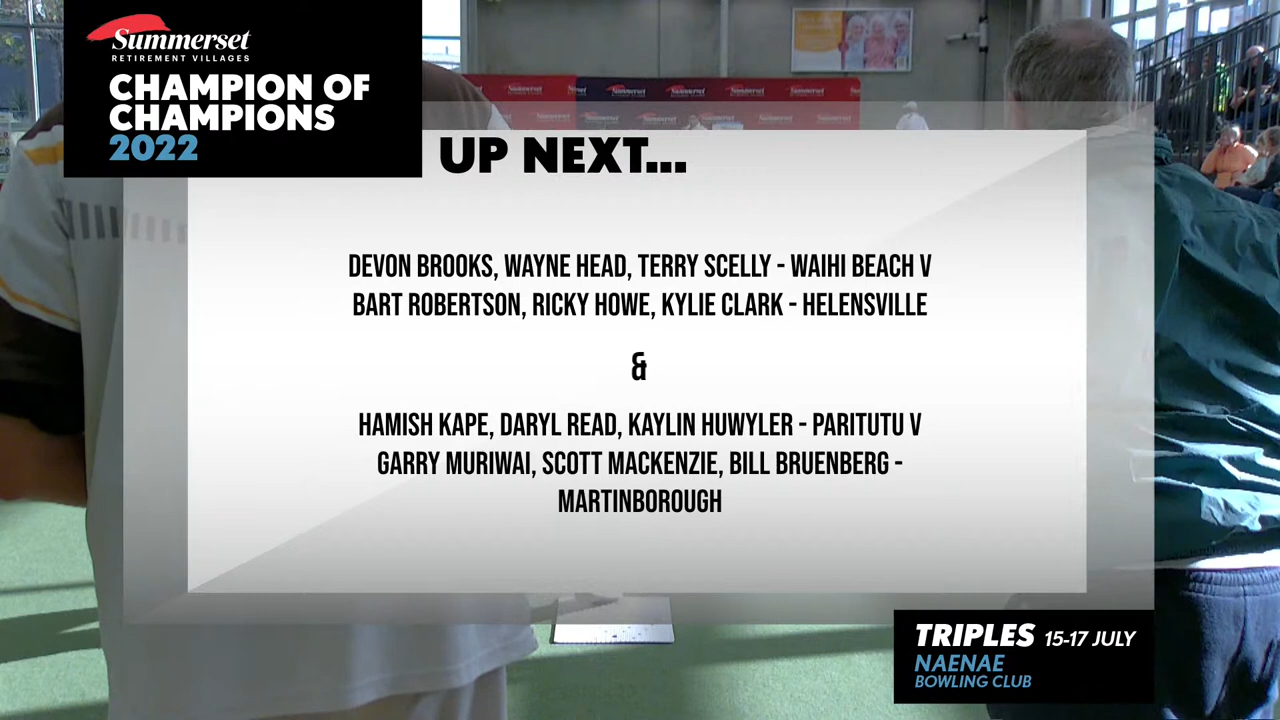 Summerset
RETIREMENT VILLAGES
CHAMPION OF
CHAMPIONS
2022
Summerset
UP NEXT...
DEVON BROOKS, WAYNE HEAD, TERRY SCELLY - WAIHI BEACH V
BART ROBERTSON, RICKY HOWE, KYLIE CLARK - HELENSVILLE
&
HAMISH KAPE, DARYL READ, KAYLIN HUWYLER - PARITUTU V
GARRY MURIWAI, SCOTT MACKENZIE, BILL BRUENBERG -
MARTINBOROUGH
TRIPLES 15-17 JULY
NAENAE
BOWLING CLUB